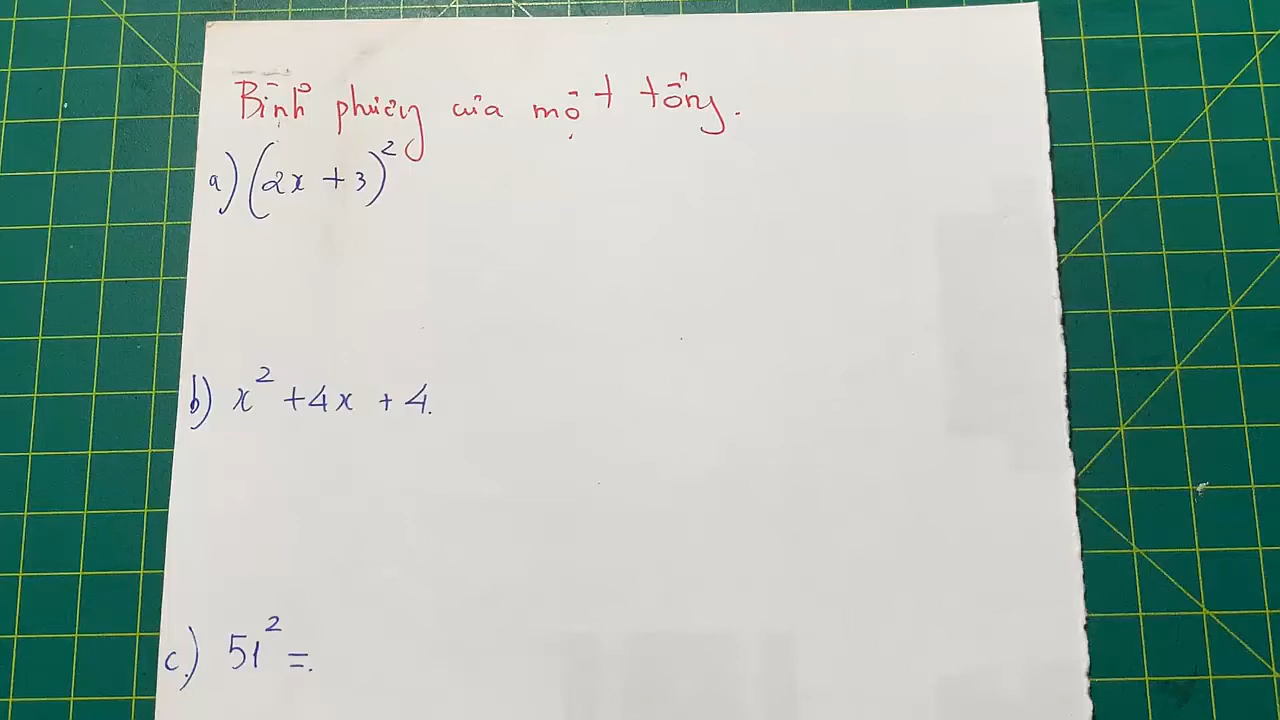 Bình phương của một tổng.
a) (2x + 3)²
b) x² + 4x + 4.
c.) 51² =.